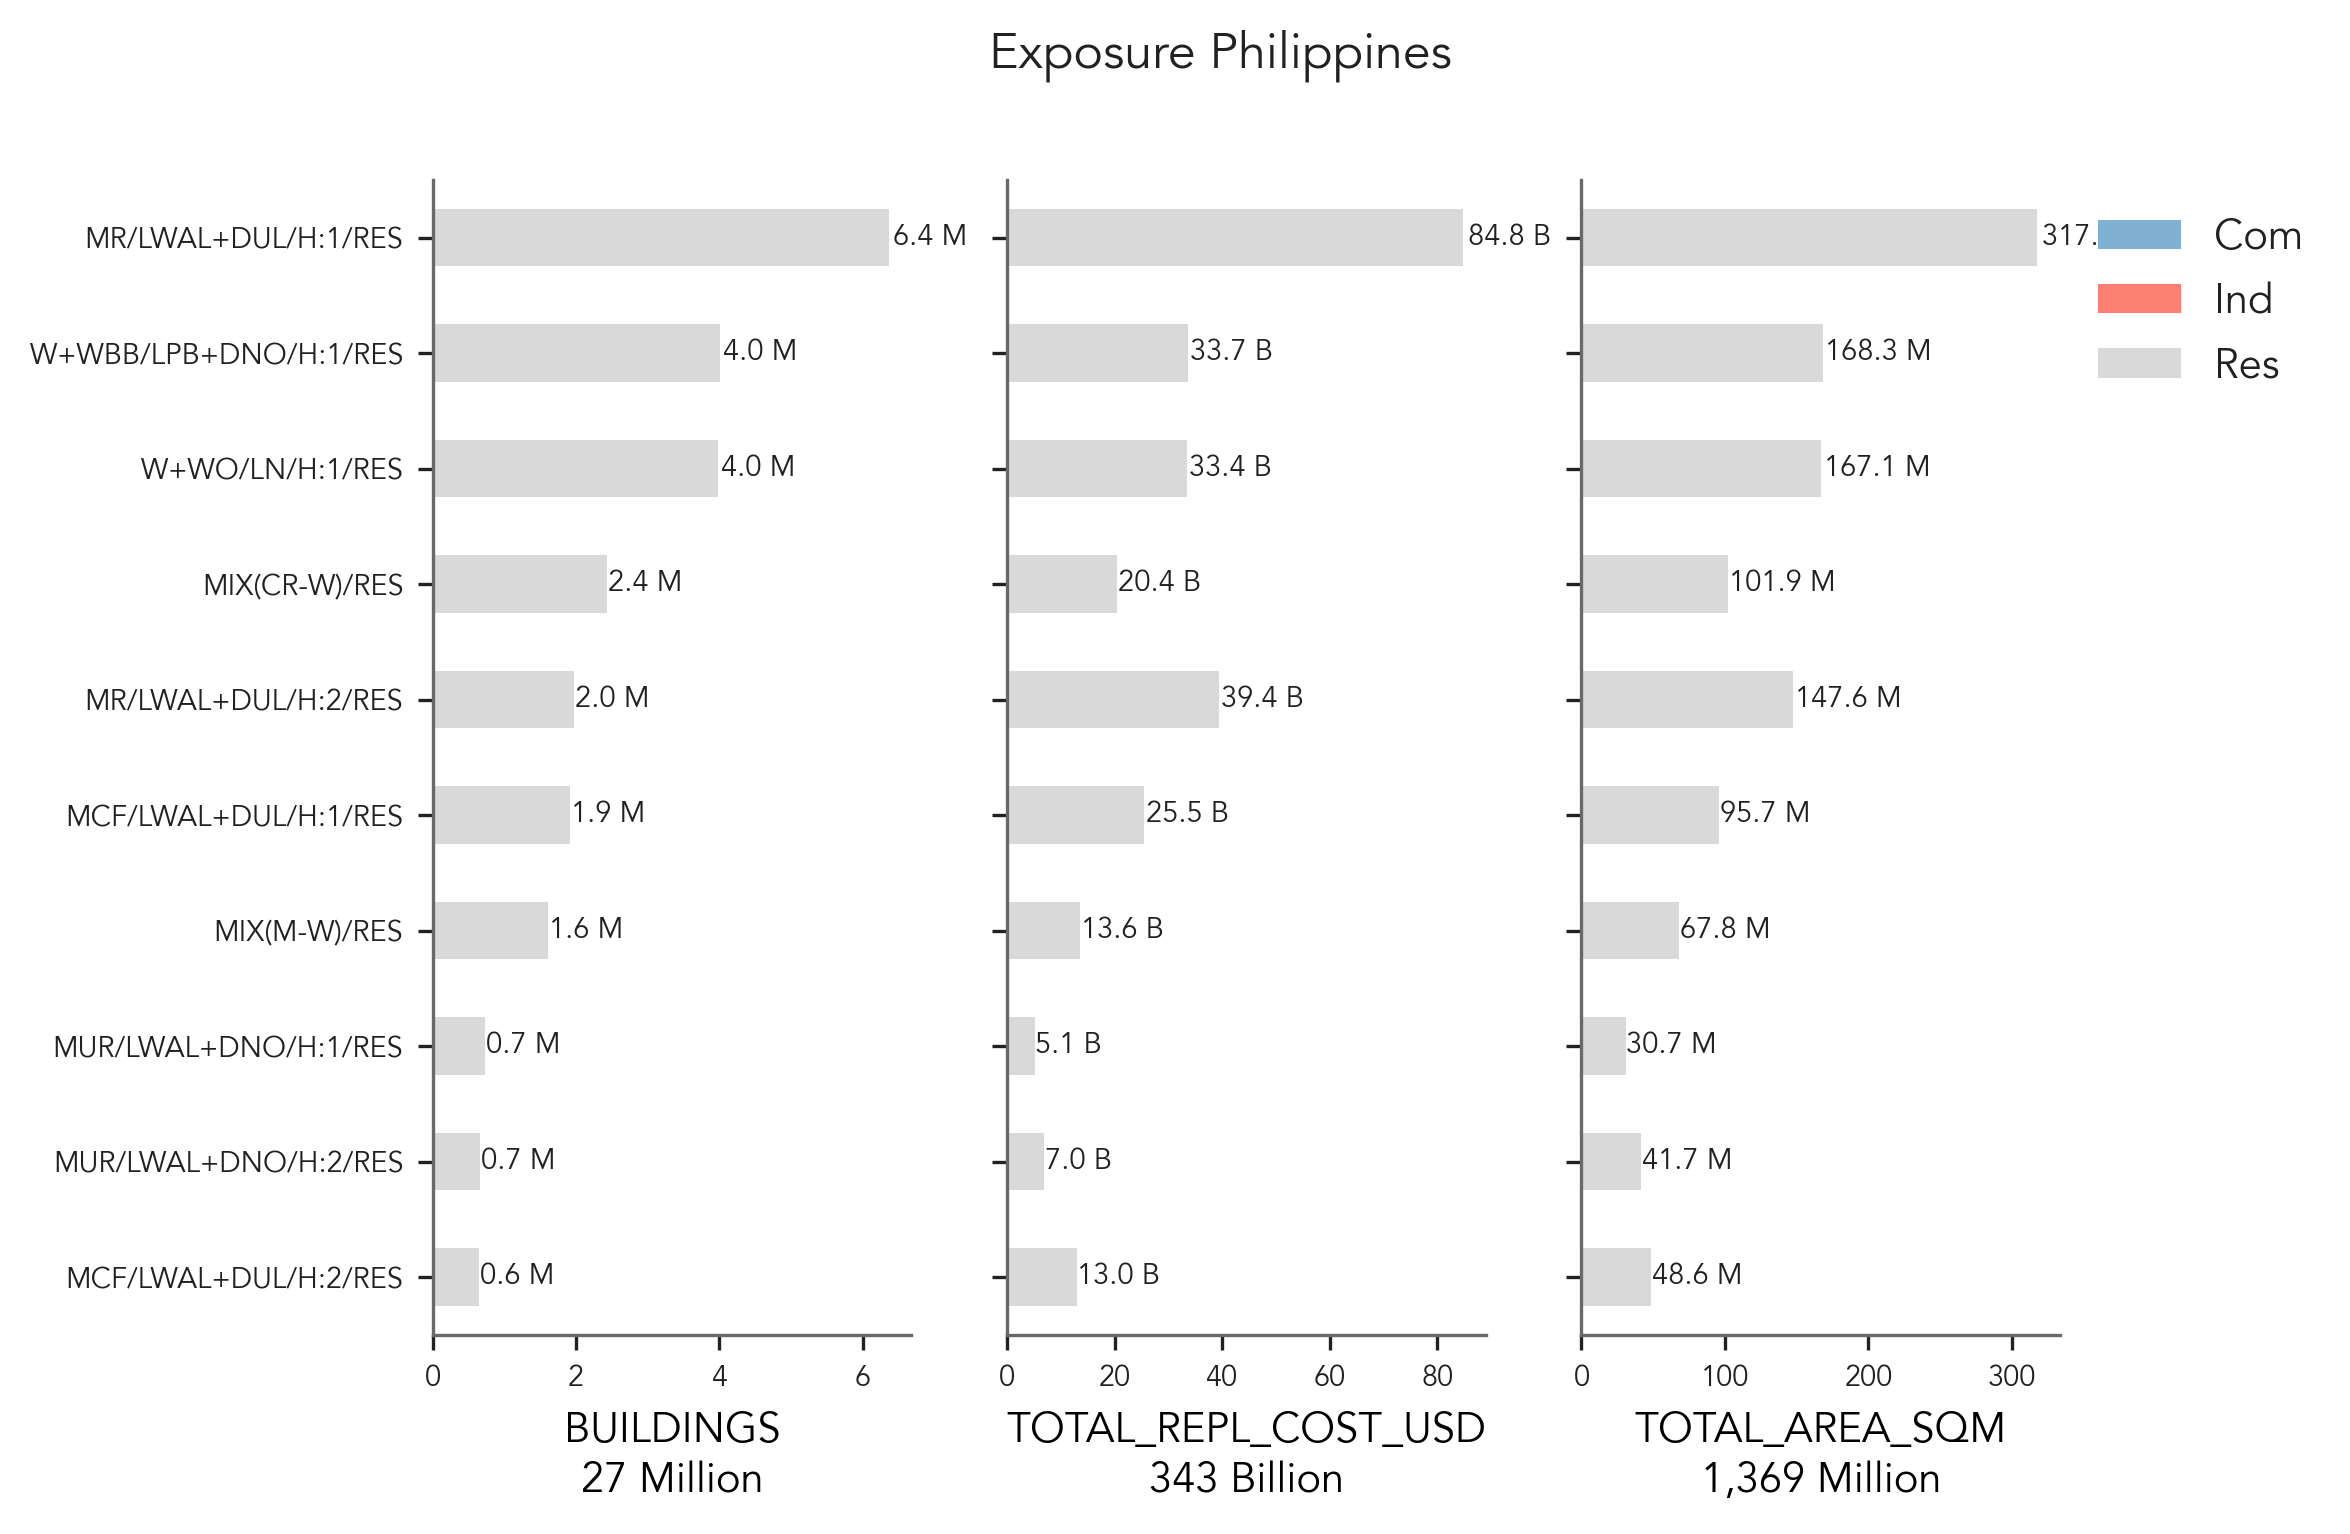 Exposure Philippines
MR/LWAL+DUL/H:1/RES
W+WBB/LPB+DNO/H:1/RES
W+WO/LN/H:1/RES
MIX(CR-W)/RES
MR/LWAL+DUL/H:2/RES
MCF/LWAL+DUL/H:1/RES
MIX(M-W)/RES
MUR/LWAL+DNO/H:1/RES
MUR/LWAL+DNO/H:2/RES
MCF/LWAL+DUL/H:2/RES
6.4 M
4.0 M
4.0 M
2.4 M
2.0 M
1.9 M
1.6 M
0.7 M
0.7 M
0.6 M
0 2 4 6
BUILDINGS
27 Million
84.8 B
33.7 B
33.4 B
20.4 B
39.4 B
25.5 B
13.6 B
5.1 B
7.0 B
13.0 B
0 20 40 60 80
TOTAL_REPL_COST_USD
343 Billion
317.
168.3 M
167.1 M
101.9 M
147.6 M
95.7 M
67.8 M
30.7 M
41.7 M
48.6 M
0 100 200 300
TOTAL_AREA_SQM
1,369 Million
Com
Ind
Res